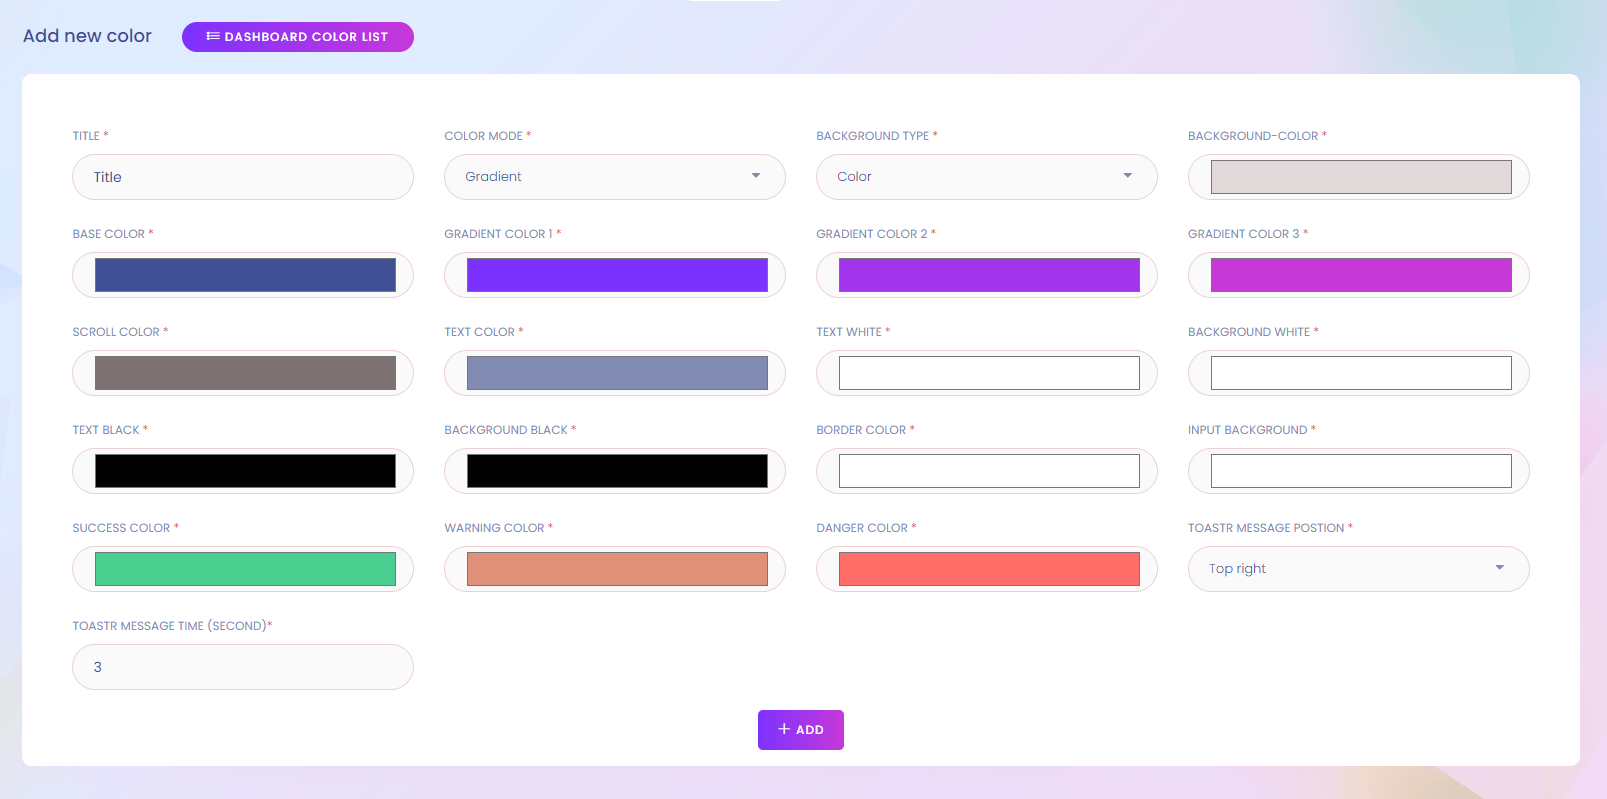 Add new color
DASHBOARD COLOR LIST
TITLE * COLOR MODE * BACKGROUND TYPE * BACKGROUND-COLOR *
Title Gradient Color
BASE COLOR * GRADIENT COLOR 1 * GRADIENT COLOR 2 * GRADIENT COLOR 3 *
SCROLL COLOR * TEXT COLOR * TEXT WHITE * BACKGROUND WHITE *
TEXT BLACK * BACKGROUND BLACK * BORDER COLOR * INPUT BACKGROUND *
SUCCESS COLOR * WARNING COLOR * DANGER COLOR * TOASTR MESSAGE POSTION *
Top right
TOASTR MESSAGE TIME (SECOND)*
3
+ ADD